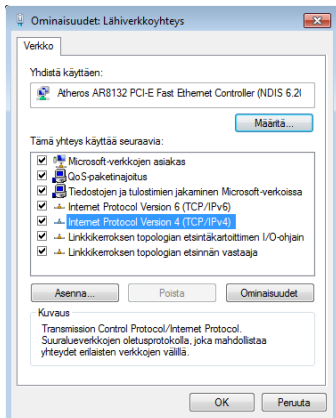 Ominaisuudet: Lähiverkkoyhteys
Verkko
Yhdistä käyttäen:
Atheros AR8132 PCI-E Fast Ethernet Controller (NDIS 6.20
Määritä...
Tämä yhteys käyttää seuraavia:
Microsoft-verkkojen asiakas
QoS-paketinajoitus
Tiedostojen ja tulostimien jakaminen Microsoft-verkoissa
Internet Protocol Version 6 (TCP/IPv6)
Internet Protocol Version 4 (TCP/IPv4)
Linkkikerroksen topologian etsintäkartoittimen I/O-ohjain
Linkkikerroksen topologian etsinnän vastaaja
Asenna... Poista Ominaisuudet
Kuvaus
Transmission Control Protocol/Internet Protocol.
Suuralueverkkojen oletusprotokolla, joka mahdollistaa
yhteydet erilaisten verkkojen välillä.
OK Peruuta